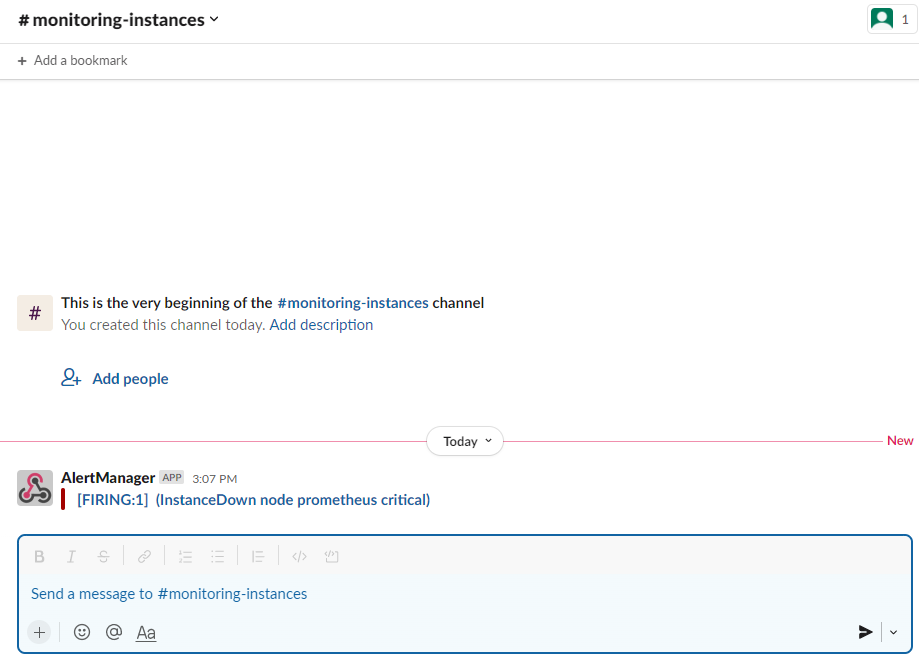 # monitoring-instances
1
+ Add a bookmark
#
This is the very beginning of the #monitoring-instances channel
You created this channel today. Add description
Add people
Today
New
AlertManager APP 3:07 PM
[FIRING:1] (InstanceDown node prometheus critical)
B I S
Send a message to #monitoring-instances
+ @ Aa